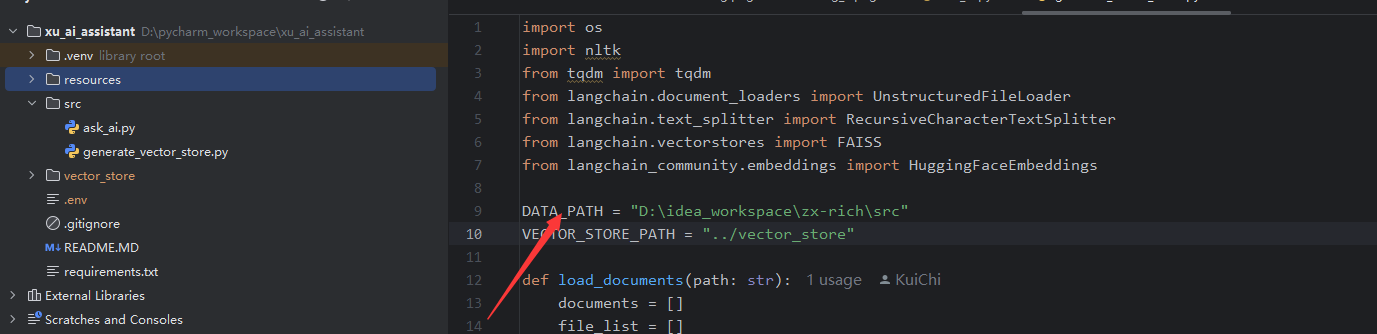 xu_ai_assistant D:\pycharm_workspace\xu_ai_assistant
.venv library root
resources
src
ask_ai.py
generate_vector_store.py
vector_store
.env
.gitignore
README.MD
requirements.txt
External Libraries
Scratches and Consoles
1 import os
2 import nltk
3 from tqdm import tqdm
4 from langchain.document_loaders import UnstructuredFileLoader
5 from langchain.text_splitter import RecursiveCharacterTextSplitter
6 from langchain.vectorstores import FAISS
7 from langchain_community.embeddings import HuggingFaceEmbeddings
8
9 DATA_PATH = "D:\idea_workspace\zx-rich\src"
10 VECTOR_STORE_PATH = "../vector_store"
11
12 def load_documents(path: str): 1 usage KuiChi
13 documents = []
14 file_list = []